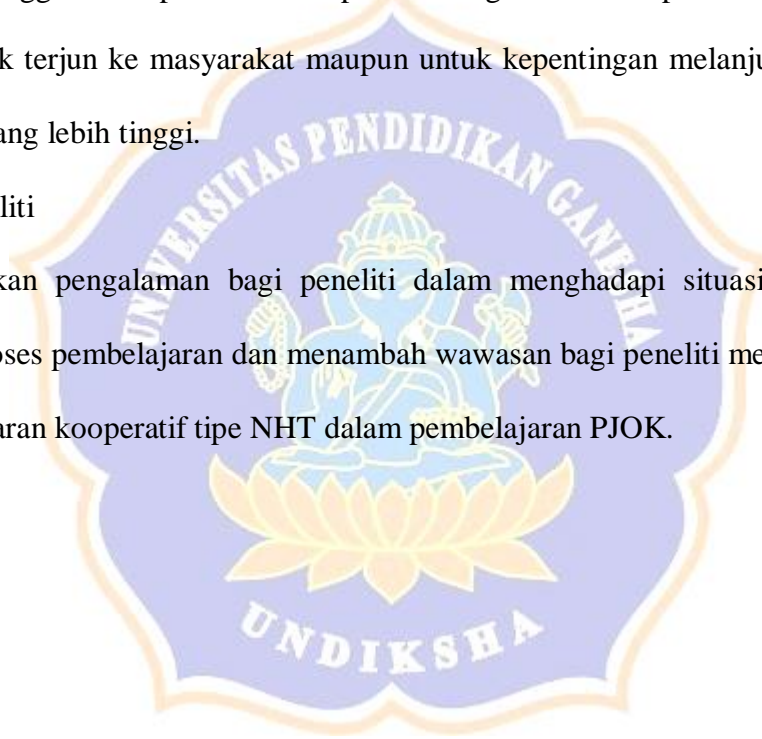 k terjun ke masyarakat maupun untuk kepentingan melanju
ang lebih tinggi.
liti
kan pengalaman bagi peneliti dalam menghadapi situasi
oses pembelajaran dan menambah wawasan bagi peneliti me
aran kooperatif tipe NHT dalam pembelajaran PJOK.
UNIVERSITAS PENDIDIKAN GANESHA
UNDIKSHA